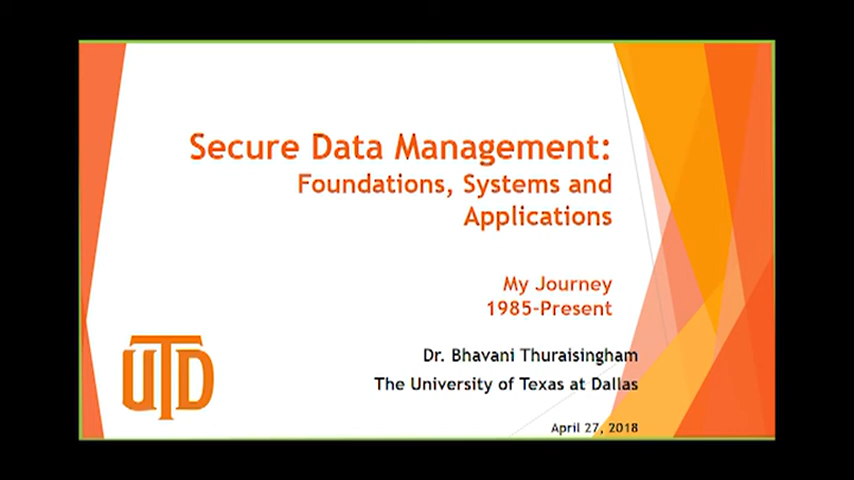 Secure Data Management:
Foundations, Systems and
Applications
My Journey
1985-Present
Dr. Bhavani Thuraisingham
The University of Texas at Dallas
UTD
April 27, 2018